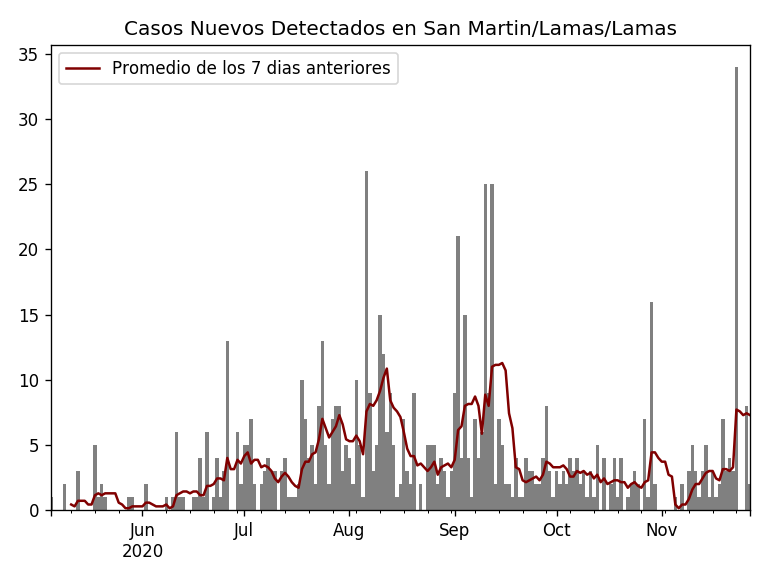 Casos Nuevos Detectados en San Martin/Lamas/Lamas
Promedio de los 7 dias anteriores
35
30
25
20
15
10
5
0
Jun
2020
Jul
Aug
Sep
Oct
Nov